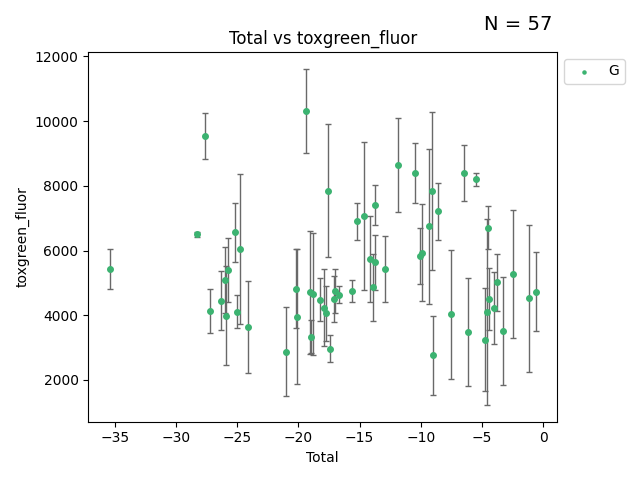 N = 57
Total vs toxgreen_fluor
G
toxgreen_fluor
12000
10000
8000
6000
4000
2000
−35 −30 −25 −20 −15 −10 −5 0
Total